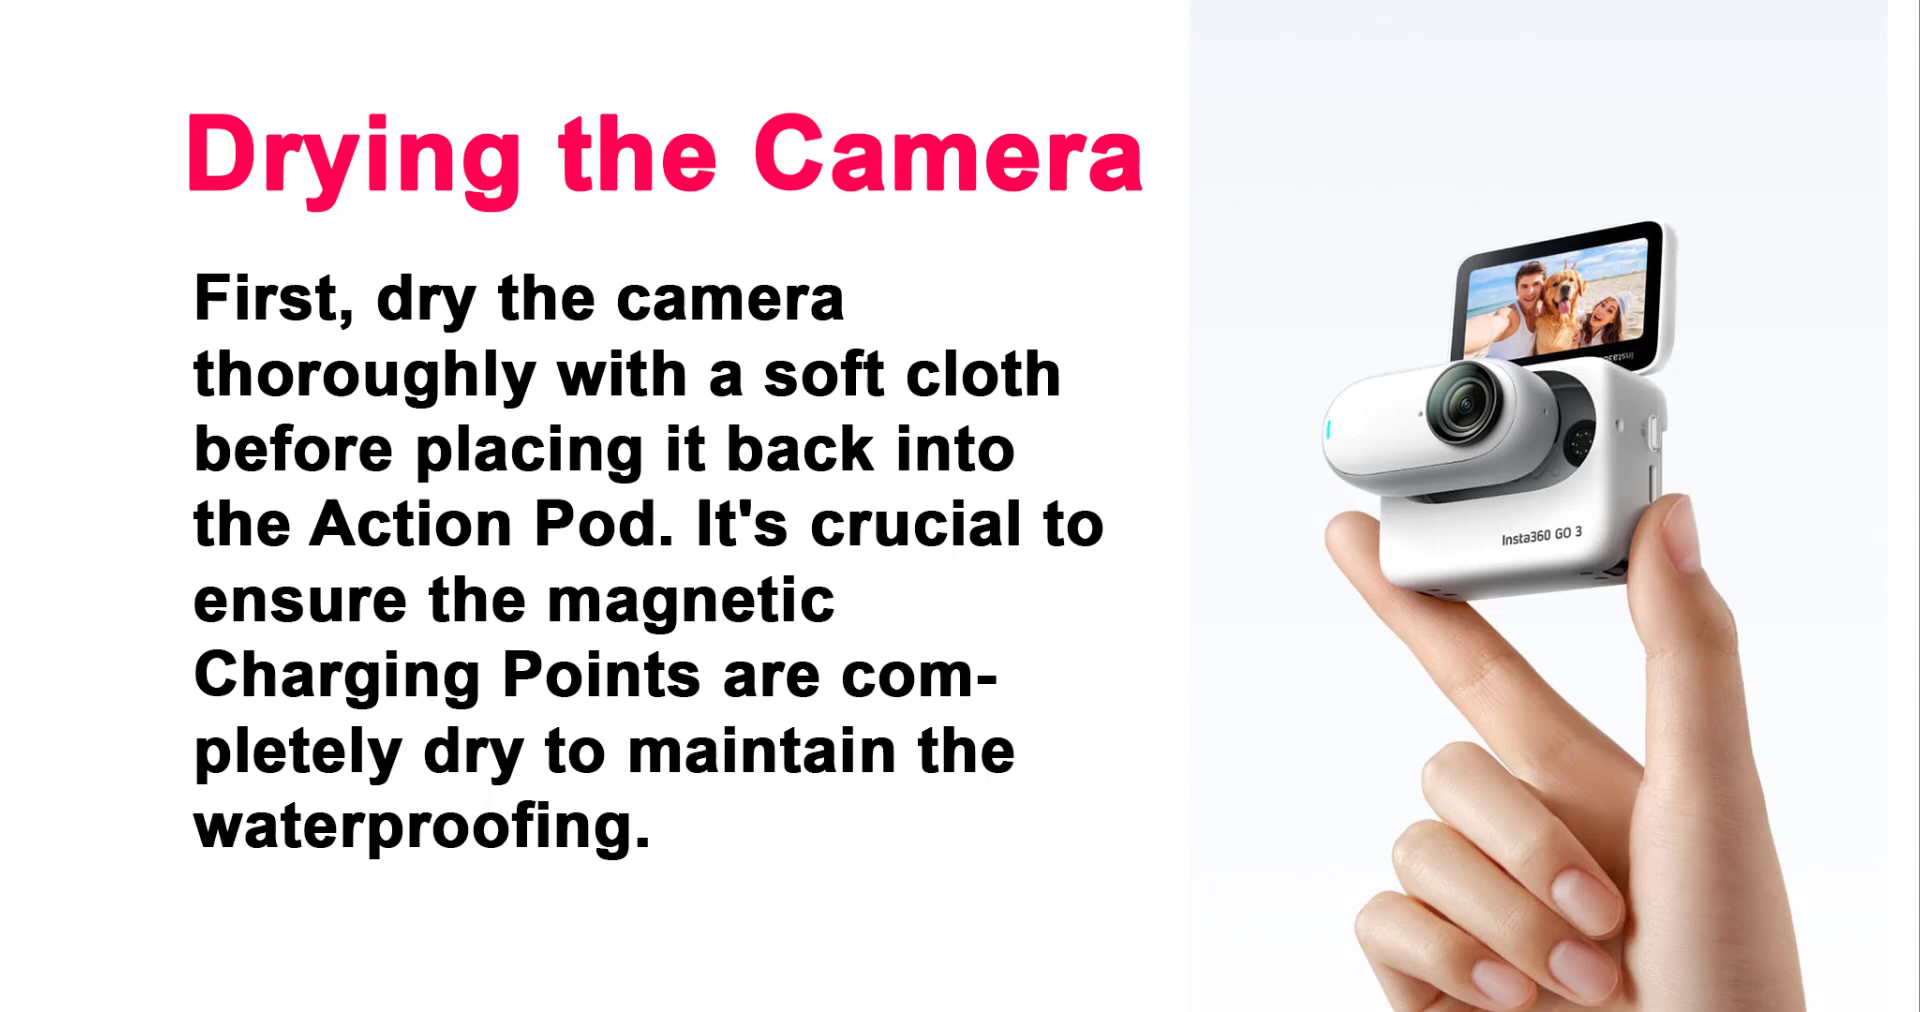 Drying the Camera
First, dry the camera
thoroughly with a soft cloth
before placing it back into
the Action Pod. It's crucial to
ensure the magnetic
Charging Points are com-
pletely dry to maintain the
waterproofing.
Insta360
Insta360 GO 3